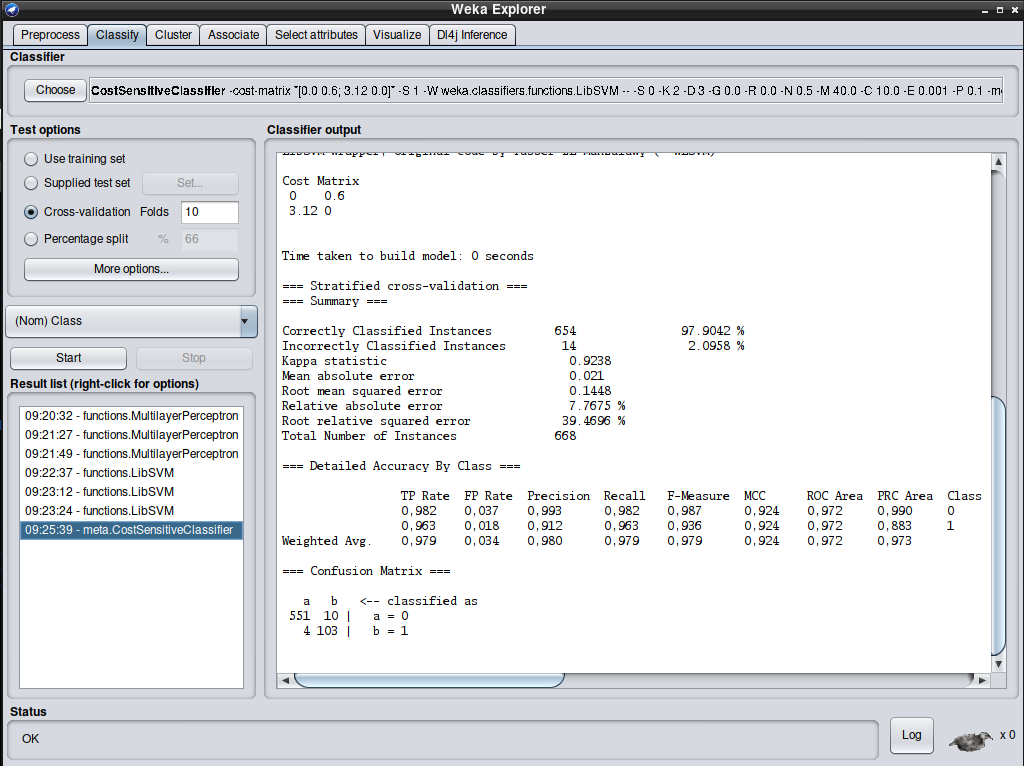 Weka Explorer
Preprocess Classify Cluster Associate Select attributes Visualize Dl4j Inference
Classifier
Choose CostSensitiveClassifier -cost-matrix "[0.0 0.6; 3.12 0.0]" -S 1 -W weka.classifiers.functions.LibSVM -- -S 0 -K 2 -D 3 -G 0.0 -R 0.0 -N 0.5 -M 40.0 -C 10.0 -E 0.001 -P 0.1
Test options
Use training set
Supplied test set Set...
Cross-validation Folds 10
Percentage split % 66
More options...
(Nom) Class
Start Stop
Result list (right-click for options)
09:20:32 - functions.MultilayerPerceptron
09:21:27 - functions.MultilayerPerceptron
09:21:49 - functions.MultilayerPerceptron
09:22:37 - functions.LibSVM
09:23:12 - functions.LibSVM
09:23:24 - functions.LibSVM
09:25:39 - meta.CostSensitiveClassifier
Classifier output
Cost Matrix
0 0.6
3.12 0
Time taken to build model: 0 seconds
=== Stratified cross-validation ===
=== Summary ===
Correctly Classified Instances 654 97.9042 %
Incorrectly Classified Instances 14 2.0958 %
Kappa statistic 0.9238
Mean absolute error 0.021
Root mean squared error 0.1448
Relative absolute error 7.7675 %
Root relative squared error 39.4696 %
Total Number of Instances 668
=== Detailed Accuracy By Class ===
TP Rate FP Rate Precision Recall F-Measure MCC ROC Area PRC Area Class
0,982 0,037 0,993 0,982 0,987 0,924 0,972 0,990 0
0,963 0,018 0,912 0,963 0,936 0,924 0,972 0,883 1
Weighted Avg. 0,979 0,034 0,980 0,979 0,979 0,924 0,972 0,973
=== Confusion Matrix ===
a b <-- classified as
551 10 | a = 0
4 103 | b = 1
Status
OK
Log
x 0